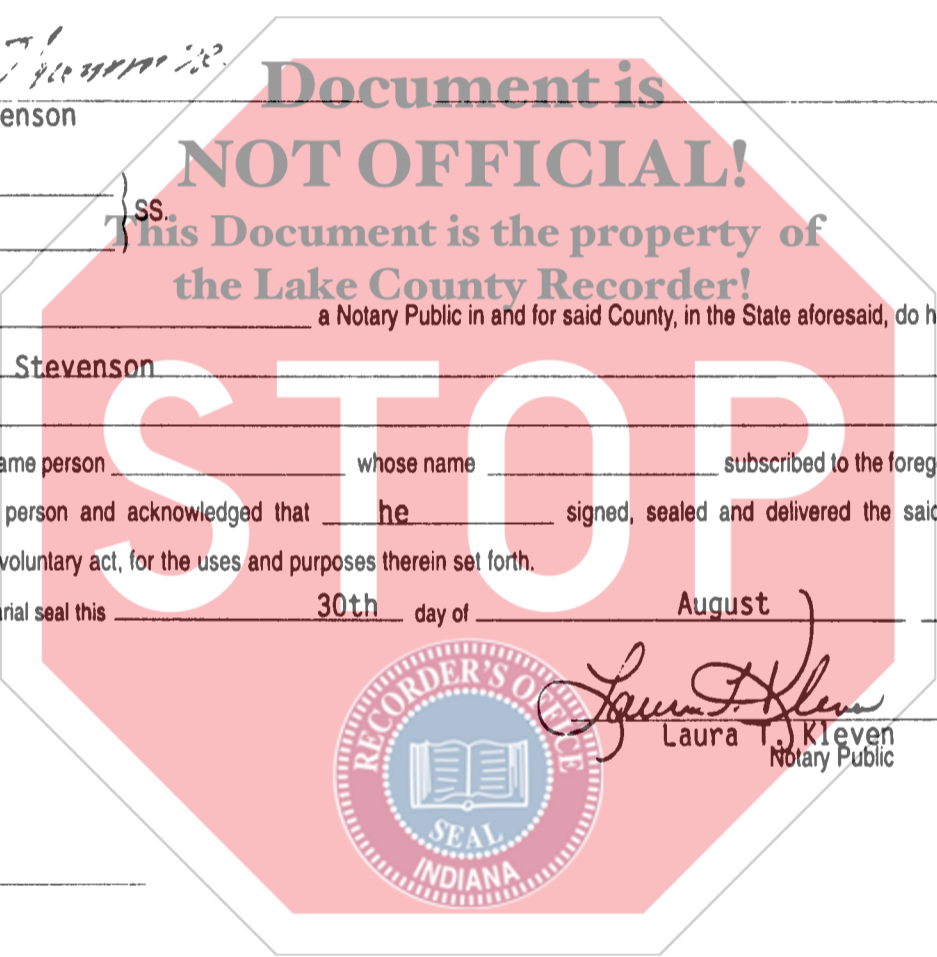 Document is
enson
NOT OFFICIAL!
SS.
This Document is the property of
the Lake County Recorder!
a Notary Public in and for said County, in the State aforesaid, do h
Stevenson
STOP
ame person whose name subscribed to the foreg
person and acknowledged that he signed, sealed and delivered the said
voluntary act, for the uses and purposes therein set forth.
arial seal this 30th day of August
RECORDER'S OFFICE
Laura T. Kleven
Laura T. Kleven
Notary Public
SEAL
INDIANA